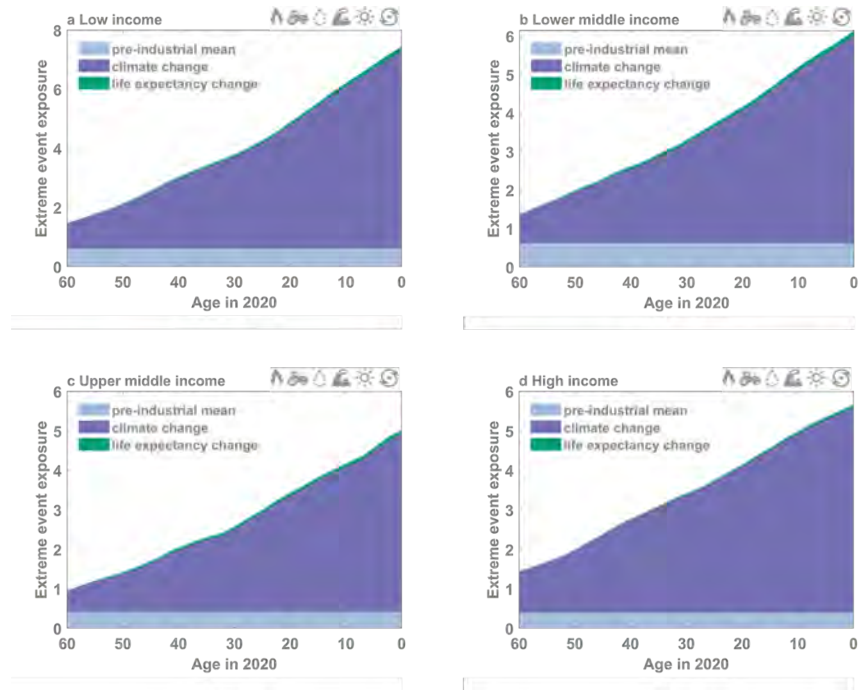 a Low income
8
6
4
2
0
Extreme event exposure
pre-industrial mean
climate change
life expectancy change
60 50 40 30 20 10 0
Age in 2020
b Lower middle income
6
5
4
3
2
1
0
Extreme event exposure
pre-industrial mean
climate change
life expectancy change
60 50 40 30 20 10 0
Age in 2020
c Upper middle income
6
5
4
3
2
1
0
Extreme event exposure
pre-industrial mean
climate change
life expectancy change
60 50 40 30 20 10 0
Age in 2020
d High income
6
5
4
3
2
1
0
Extreme event exposure
pre-industrial mean
climate change
life expectancy change
60 50 40 30 20 10 0
Age in 2020